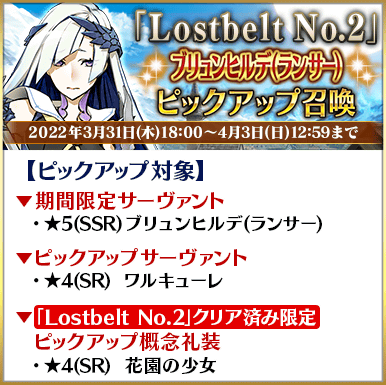 「Lostbelt No.2」
ブリュンヒルデ(ランサー)
ピックアップ召喚
2022年3月31日(木)18:00～4月3日(日)12:59まで
【ピックアップ対象】
▼期間限定サーヴァント
・★5(SSR)ブリュンヒルデ(ランサー)
▼ピックアップサーヴァント
・★4(SR) ワルキューレ
▼「Lostbelt No.2」クリア済み限定
ピックアップ概念礼装
・★4(SR) 花園の少女